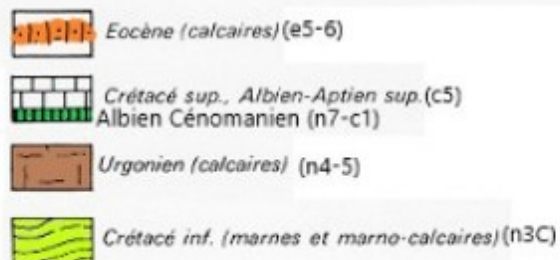 Eocène (calcaires) (e5-6)
Crétacé sup., Albien-Aptien sup. (c5)
Albien Cénomanien (n7-c1)
Urgonien (calcaires) (n4-5)
Crétacé inf. (marnes et marno-calcaires) (n3C)